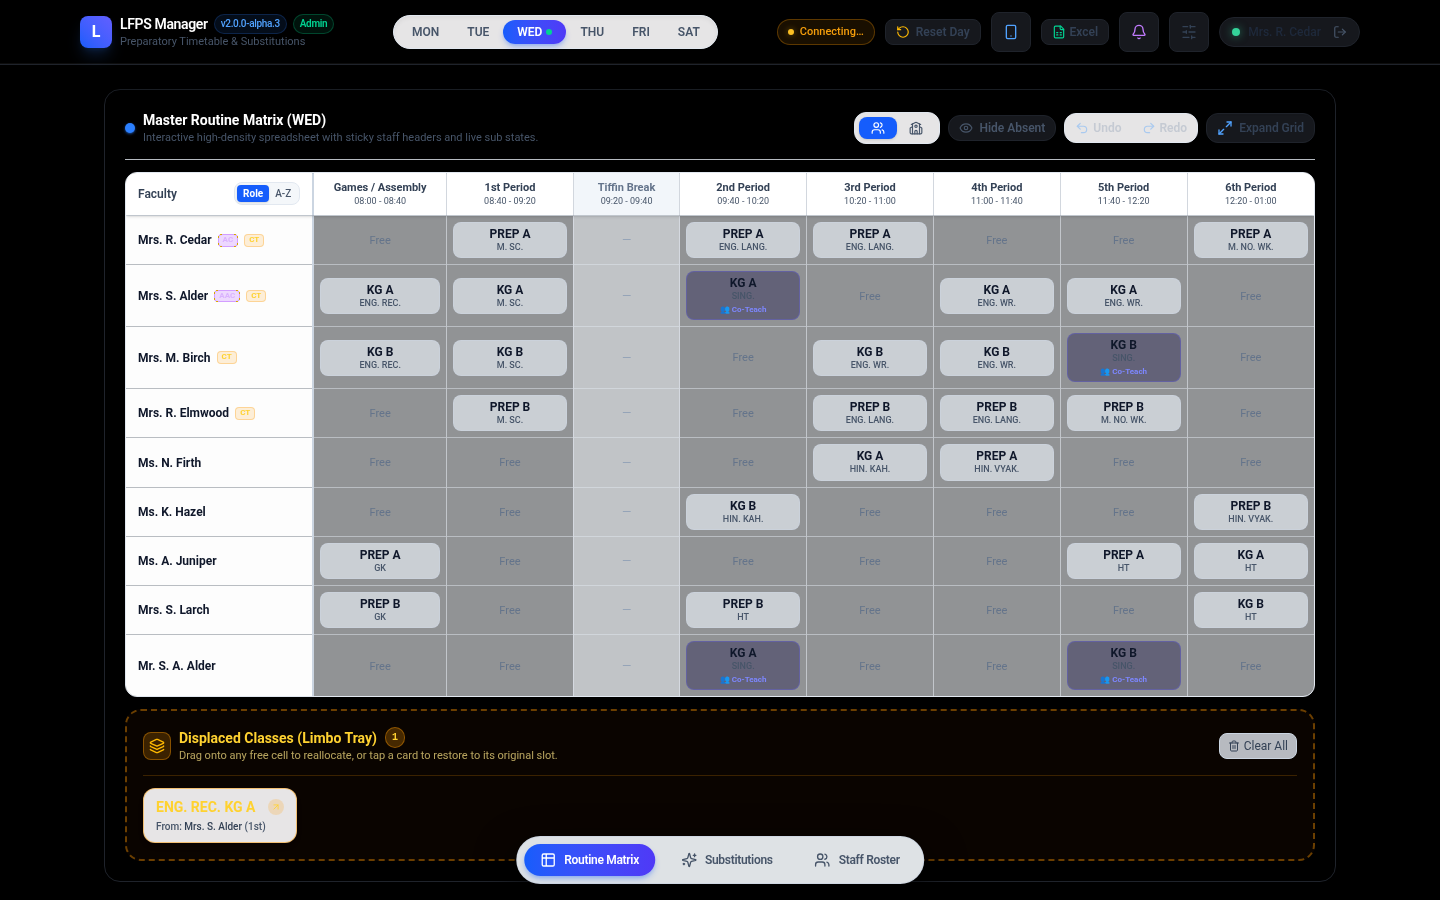 L LFPS Manager v2.0.0-alpha.3 Admin
Preparatory Timetable & Substitutions
MON TUE WED THU FRI SAT
Connecting... Reset Day Excel Mrs. R. Cedar
Master Routine Matrix (WED)
Interactive high-density spreadsheet with sticky staff headers and live sub states.
Hide Absent Undo Redo Expand Grid
Faculty Role A-Z Games / Assembly 1st Period Tiffin Break 2nd Period 3rd Period 4th Period 5th Period 6th Period
08:00 - 08:40 08:40 - 09:20 09:20 - 09:40 09:40 - 10:20 10:20 - 11:00 11:00 - 11:40 11:40 - 12:20 12:20 - 01:00
Mrs. R. Cedar AC CT Free PREP A — PREP A PREP A Free Free PREP A
M. SC. ENG. LANG. ENG. LANG. M. NO. WK.
Mrs. S. Alder AAC CT KG A KG A — KG A Free KG A KG A Free
ENG. REC. M. SC. SING. ENG. WR. ENG. WR.
👥 Co-Teach
Mrs. M. Birch CT KG B KG B — Free KG B KG B KG B Free
ENG. REC. M. SC. ENG. WR. ENG. WR. SING.
👥 Co-Teach
Mrs. R. Elmwood CT Free PREP B — Free PREP B PREP B PREP B Free
M. SC. ENG. LANG. ENG. LANG. M. NO. WK.
Ms. N. Firth Free Free — Free KG A PREP A Free Free
HIN. KAH. HIN. VYAK.
Ms. K. Hazel Free Free — KG B Free Free Free PREP B
HIN. KAH. HIN. VYAK.
Ms. A. Juniper PREP A Free — Free Free Free PREP A KG A
GK HT HT
Mrs. S. Larch PREP B Free — PREP B Free Free Free KG B
GK HT HT
Mr. S. A. Alder Free Free — KG A Free Free KG B Free
SING. SING.
👥 Co-Teach 👥 Co-Teach
Displaced Classes (Limbo Tray) 1
Drag onto any free cell to reallocate, or tap a card to restore to its original slot.
Clear All
ENG. REC. KG A
From: Mrs. S. Alder (1st)
Routine Matrix Substitutions Staff Roster